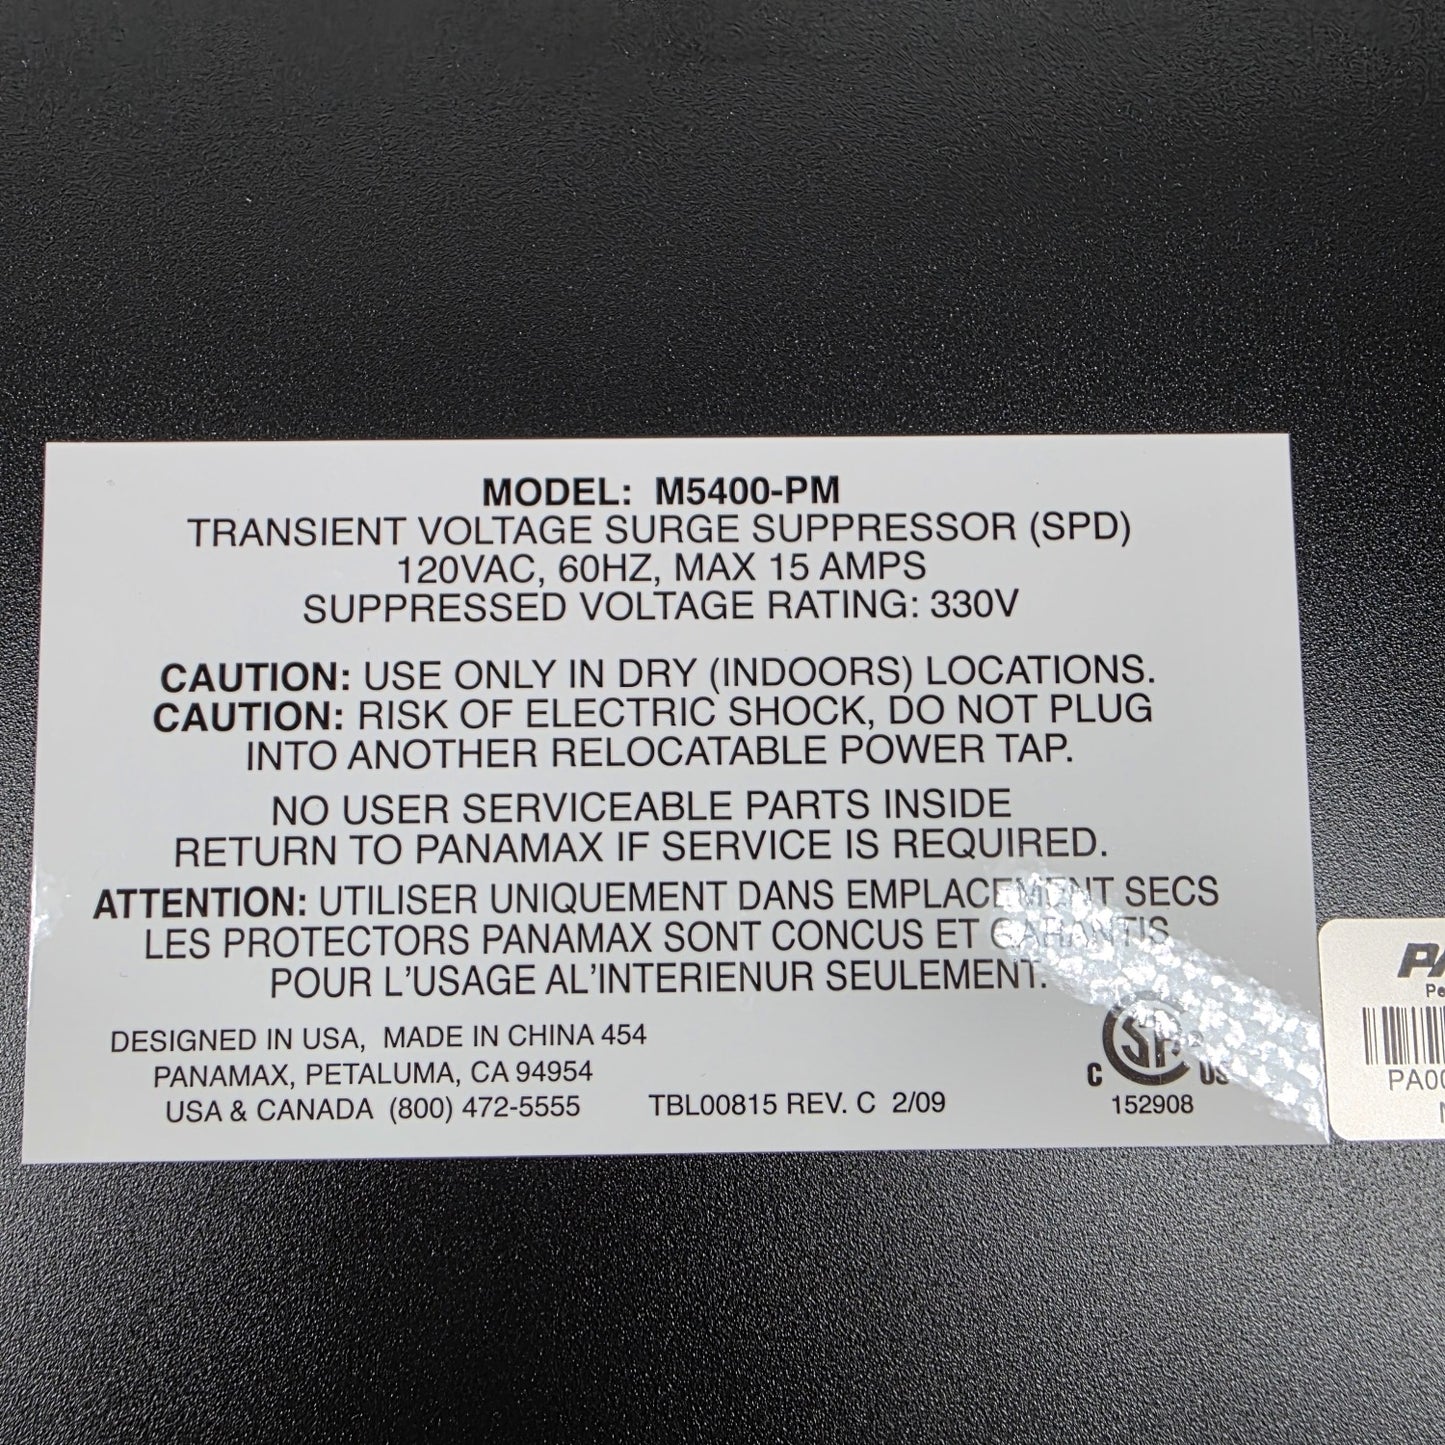 MODEL: M5400-PM
TRANSIENT VOLTAGE SURGE SUPPRESSOR (SPD)
120VAC, 60HZ, MAX 15 AMPS
SUPPRESSED VOLTAGE RATING: 330V
CAUTION: USE ONLY IN DRY (INDOORS) LOCATIONS.
CAUTION: RISK OF ELECTRIC SHOCK, DO NOT PLUG
INTO ANOTHER RELOCATABLE POWER TAP.
NO USER SERVICEABLE PARTS INSIDE
RETURN TO PANAMAX IF SERVICE IS REQUIRED.
ATTENTION: UTILISER UNIQUEMENT DANS EMPLACEMENT SECS
LES PROTECTORS PANAMAX SONT CONCUS ET GARANTIS
POUR L'USAGE AL'INTERIENUR SEULEMENT.
DESIGNED IN USA, MADE IN CHINA 454
PANAMAX, PETALUMA, CA 94954
USA & CANADA (800) 472-5555
TBL00815 REV. C 2/09
C US
152908